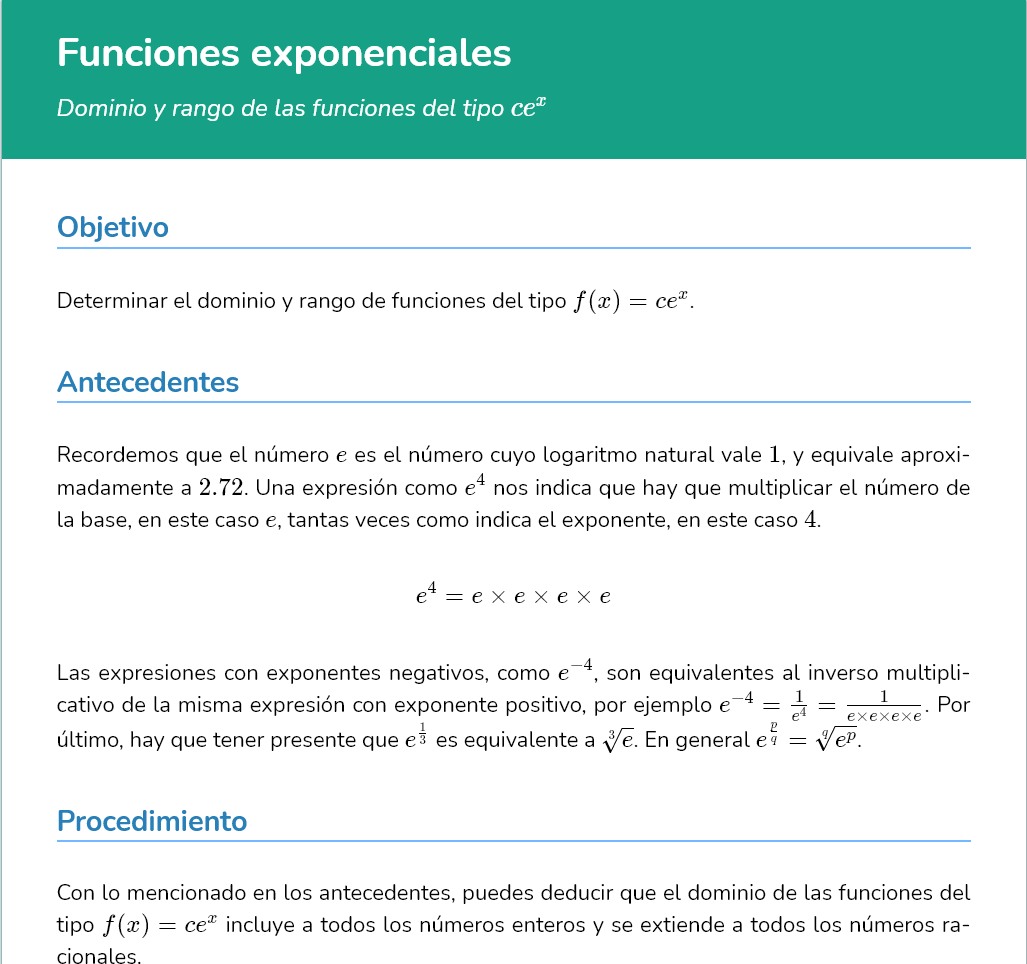 Funciones exponenciales
Dominio y rango de las funciones del tipo $ce^x$
Objetivo
Determinar el dominio y rango de funciones del tipo $f(x) = ce^x$.
Antecedentes
Recordemos que el número $e$ es el número cuyo logaritmo natural vale 1, y equivale aproxi-
madamente a 2.72. Una expresión como $e^4$ nos indica que hay que multiplicar el número de
la base, en este caso $e$, tantas veces como indica el exponente, en este caso 4.
$e^4 = e \times e \times e \times e$
Las expresiones con exponentes negativos, como $e^{-4}$, son equivalentes al inverso multipli-
cativo de la misma expresión con exponente positivo, por ejemplo $e^{-4} = \frac{1}{e^4} = \frac{1}{e \times e \times e \times e}$. Por
último, hay que tener presente que $e^{\frac{1}{3}}$ es equivalente a $\sqrt[3]{e}$. En general $e^{\frac{p}{q}} = \sqrt[q]{e^p}$.
Procedimiento
Con lo mencionado en los antecedentes, puedes deducir que el dominio de las funciones del
tipo $f(x) = ce^x$ incluye a todos los números enteros y se extiende a todos los números ra-
cionales.